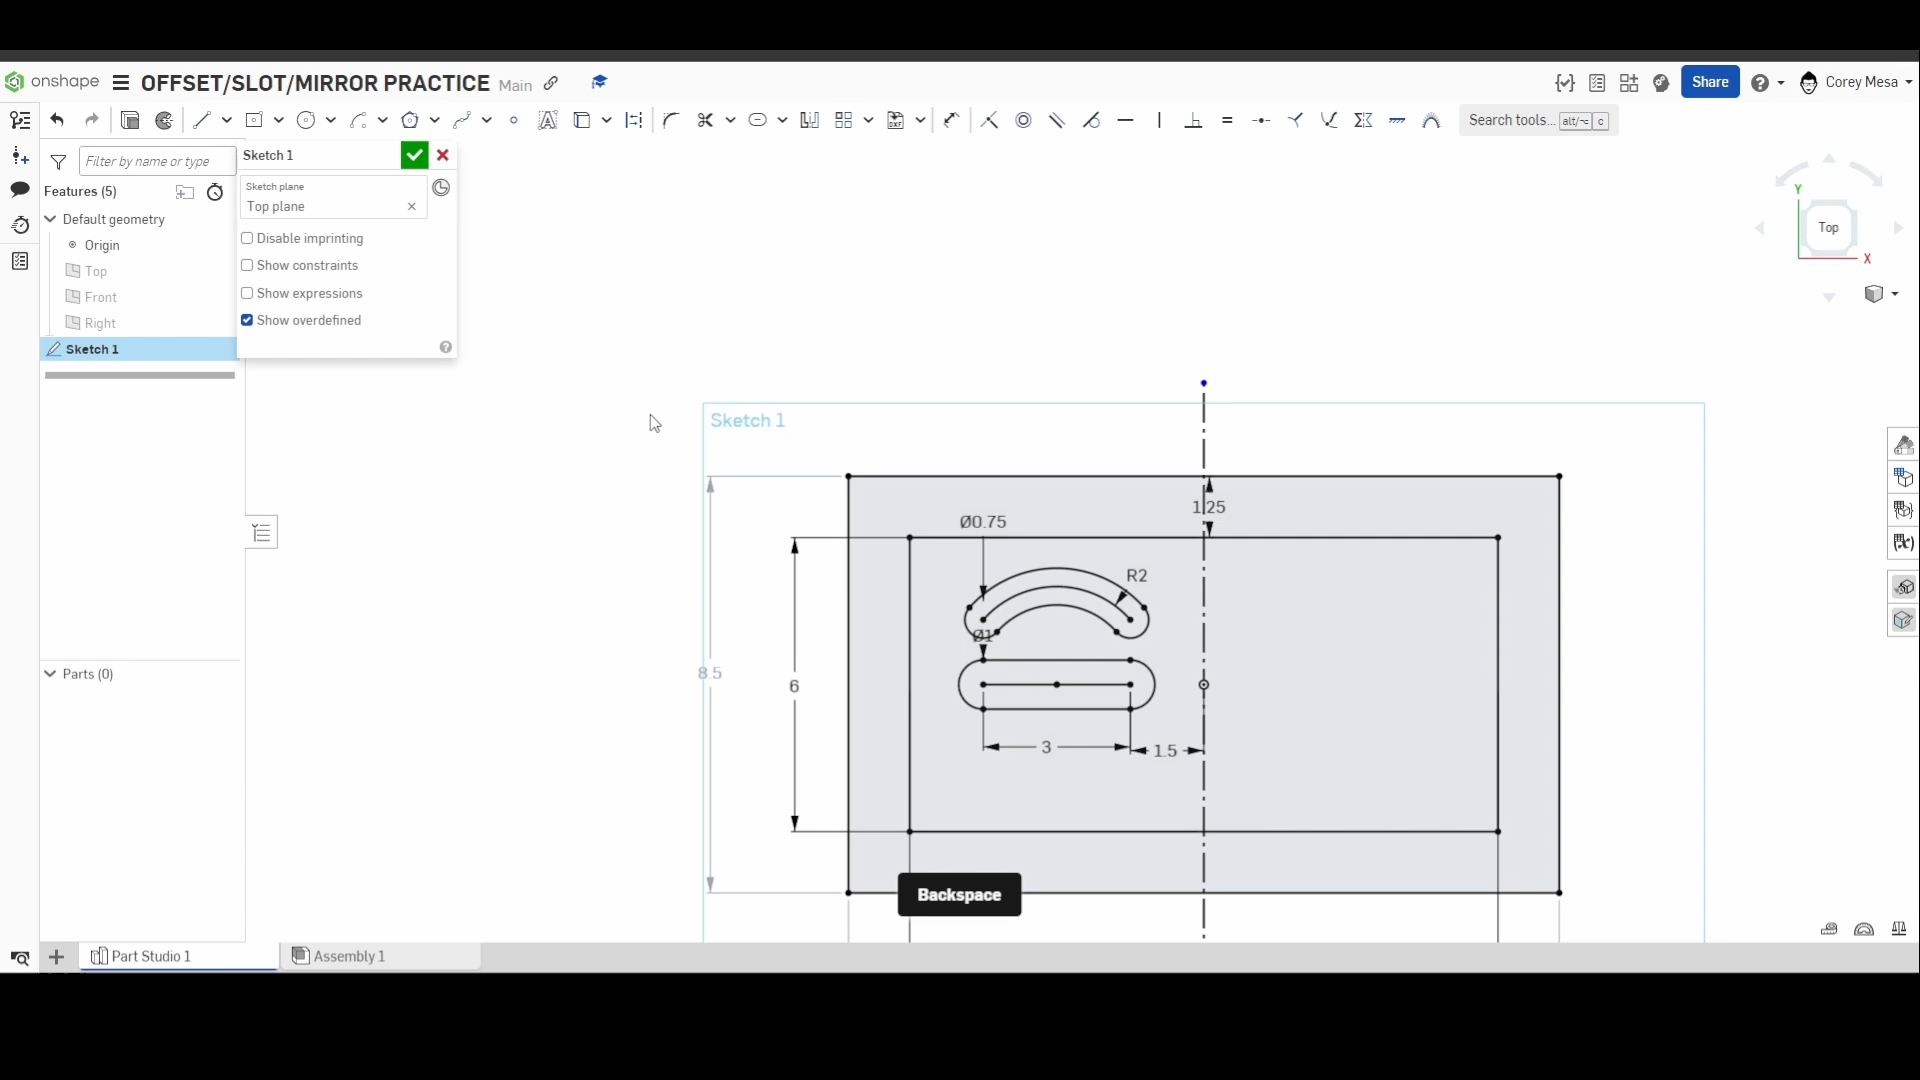 onshape OFFSET/SLOT/MIRROR PRACTICE Main Share Corey Mesa
Search tools... alt/⌥ c
Filter by name or type
Features (5)
Default geometry
Origin
Top
Front
Right
Sketch 1
Parts (0)
Sketch 1
Sketch plane
Top plane
Disable imprinting
Show constraints
Show expressions
Show overdefined
Y
Top
X
Sketch 1
1.25
Ø0.75
R2
Ø1
8.5
6
3
1.5
Backspace
Part Studio 1 Assembly 1